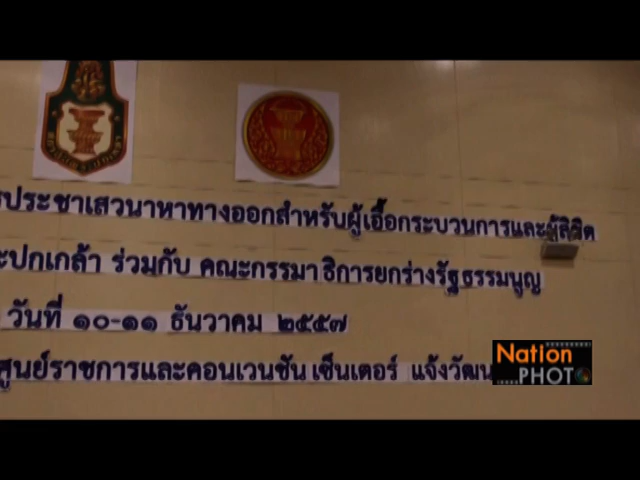 ประชาเสวนาหาทางออกสำหรับผู้เอื้อกระบวนการและผู้ลิขิต
ะปกเกล้า ร่วมกับ คณะกรรมาธิการยกร่างรัฐธรรมนูญ
วันที่ ๑๐-๑๑ ธันวาคม ๒๕๕๗
ศูนย์ราชการและคอนเวนชันเซ็นเตอร์ แจ้งวัฒน
Nation
PHOTO